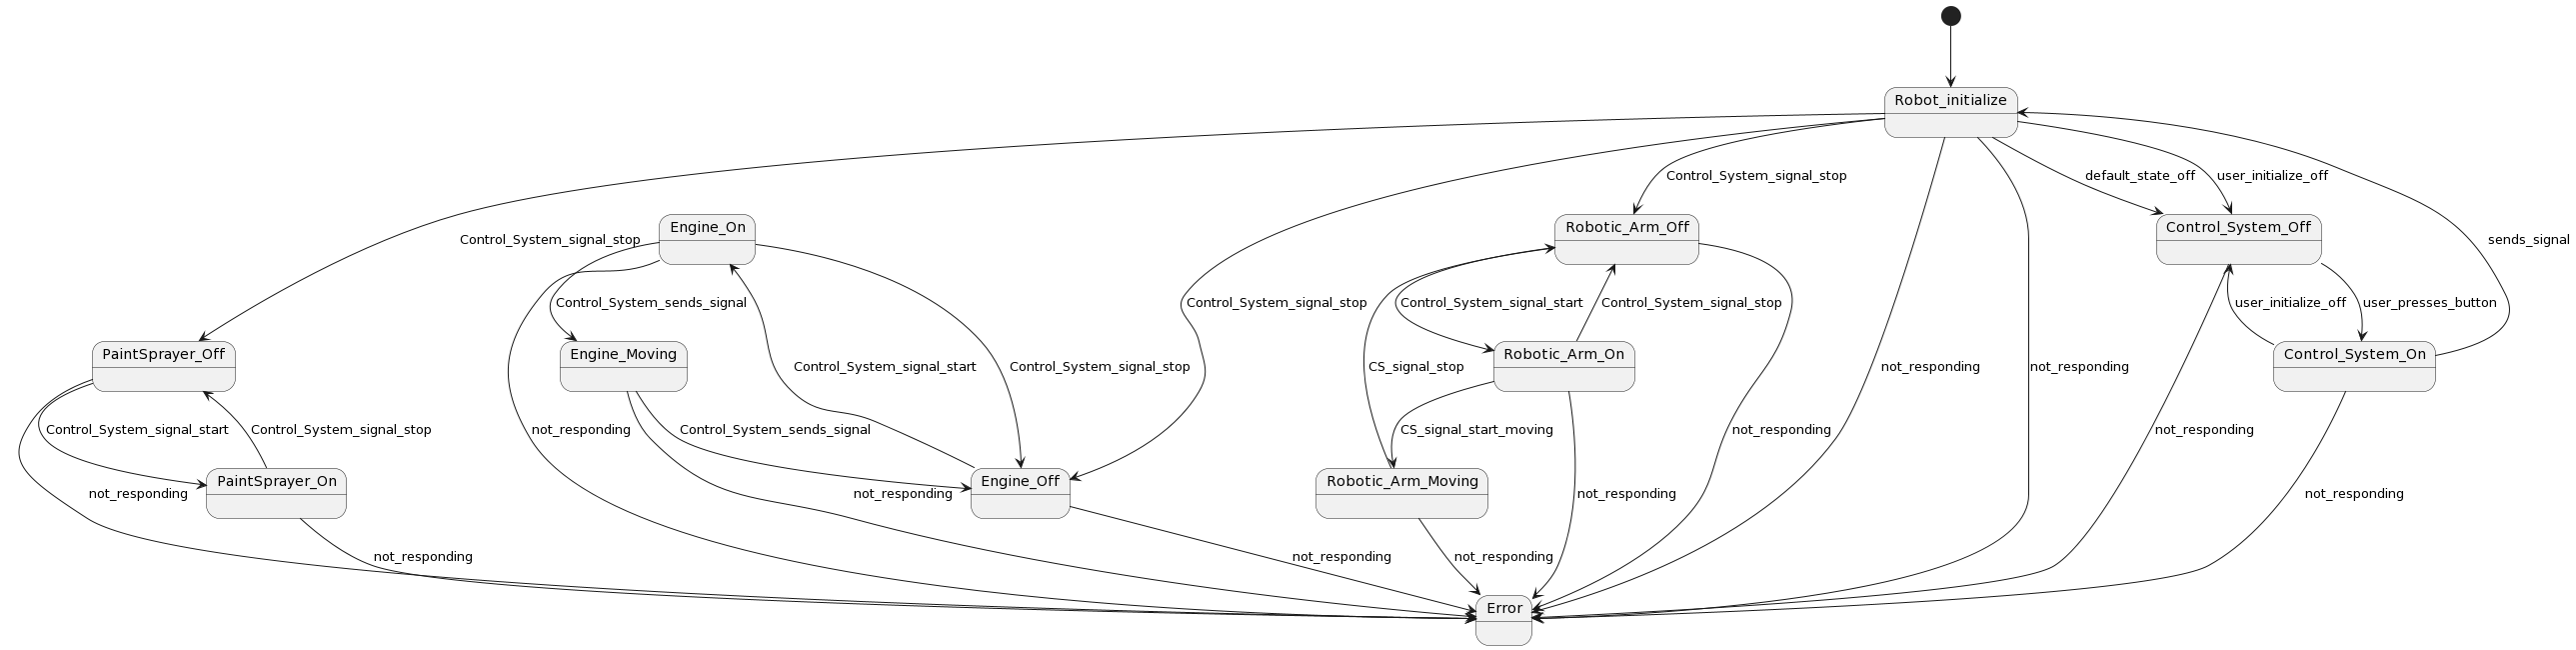 Robot_initialize
Control_System_signal_stop
default_state_off
user_initialize_off
Engine_On
Robotic_Arm_Off
Control_System_Off
Control_System_signal_stop
sends_signal
Control_System_sends_signal
Control_System_signal_stop
Control_System_signal_start
Control_System_signal_stop
user_initialize_off
user_presses_button
PaintSprayer_Off
Engine_Moving
Robotic_Arm_On
Control_System_On
Control_System_signal_start
Control_System_signal_stop
CS_signal_stop
not_responding
not_responding
Control_System_signal_start
Control_System_signal_stop
not_responding
Control_System_sends_signal
CS_signal_start_moving
not_responding
not_responding
PaintSprayer_On
Engine_Off
Robotic_Arm_Moving
not_responding
not_responding
not_responding
not_responding
not_responding
not_responding
not_responding
Error